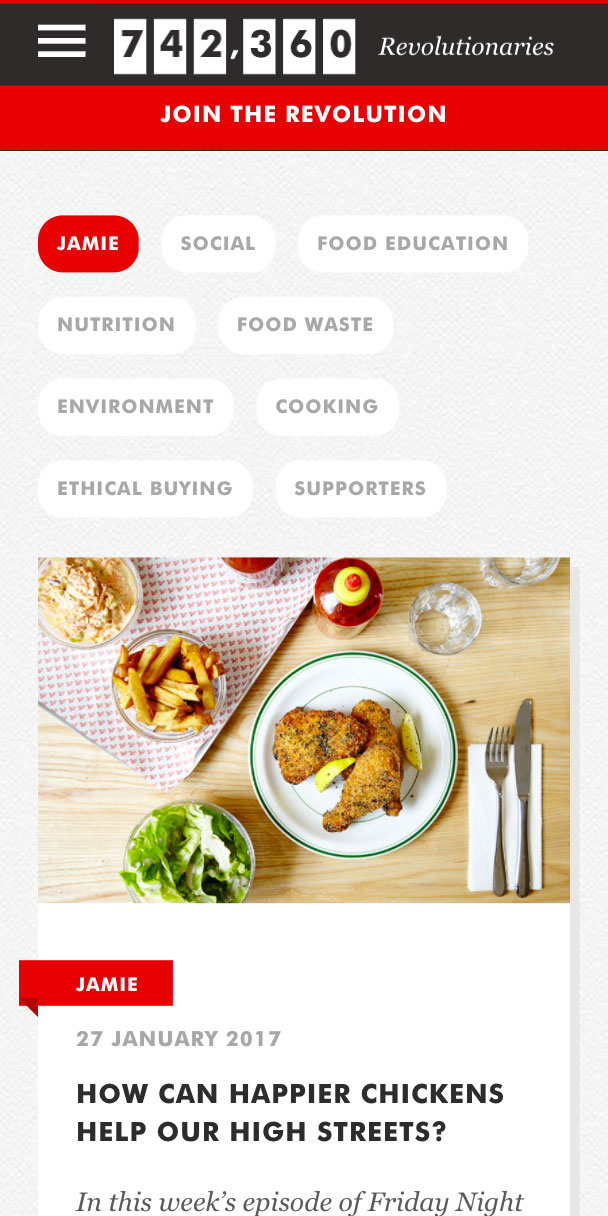 742,360 Revolutionaries
JOIN THE REVOLUTION
JAMIE SOCIAL FOOD EDUCATION
NUTRITION FOOD WASTE
ENVIRONMENT COOKING
ETHICAL BUYING SUPPORTERS
JAMIE
27 JANUARY 2017
HOW CAN HAPPIER CHICKENS
HELP OUR HIGH STREETS?
In this week’s episode of Friday Night